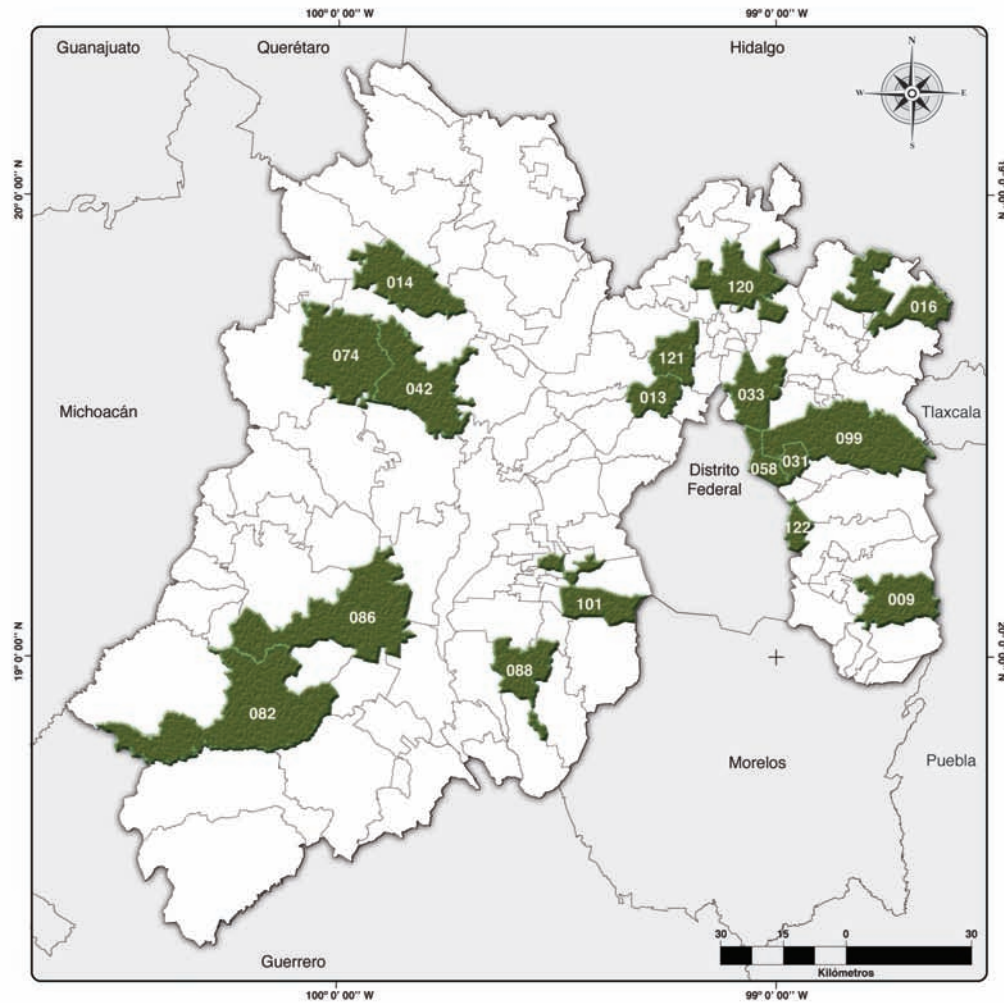 100° 0' 00'' W
99° 0' 00'' W
Guanajuato
Querétaro
Hidalgo
N
W
E
S
20° 0' 00'' N
014
120
016
074
121
042
013
033
Michoacán
Tlaxcala
099
Distrito
Federal
058
031
122
086
101
009
088
19° 0' 00'' N
082
Morelos
Puebla
Guerrero
30
15
0
30
Kilómetros
100° 0' 00'' W
99° 0' 00'' W